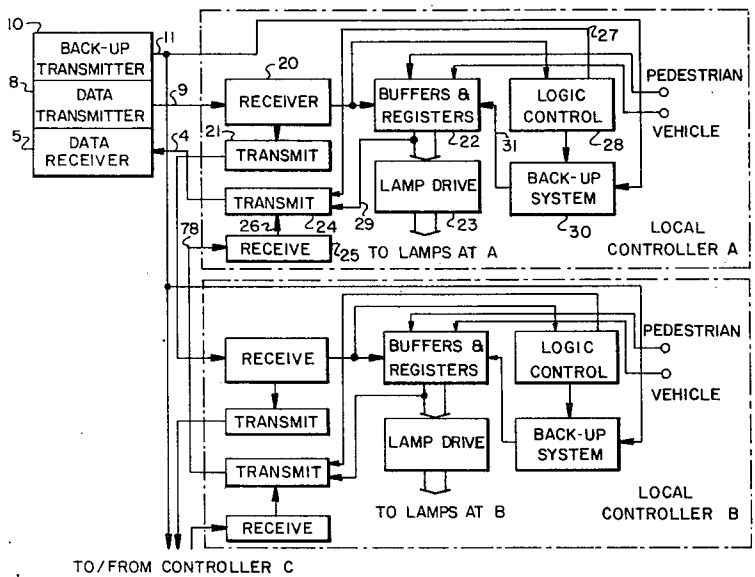 10
11
BACK-UP
TRANSMITTER
8
9
DATA
TRANSMITTER
5
4
DATA
RECEIVER
20
RECEIVER
21
TRANSMIT
TRANSMIT
24
26
RECEIVE
25
78
BUFFERS &
REGISTERS
22
29
LAMP DRIVE
23
TO LAMPS AT A
27
LOGIC
CONTROL
28
31
BACK-UP
SYSTEM
30
PEDESTRIAN
VEHICLE
LOCAL
CONTROLLER A
RECEIVE
TRANSMIT
TRANSMIT
RECEIVE
BUFFERS &
REGISTERS
LAMP DRIVE
TO LAMPS AT B
LOGIC
CONTROL
BACK-UP
SYSTEM
PEDESTRIAN
VEHICLE
LOCAL
CONTROLLER B
TO/FROM CONTROLLER C